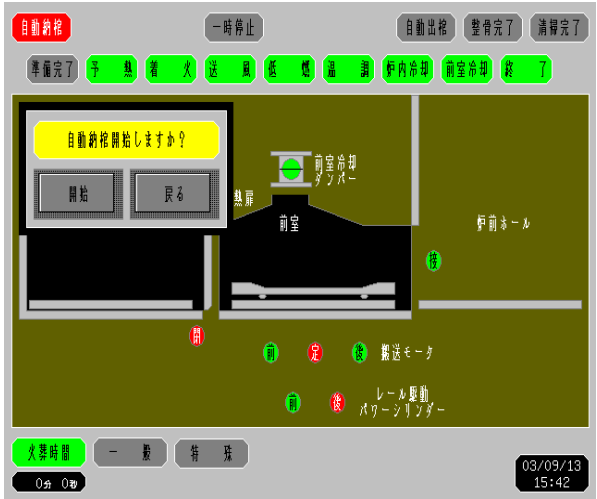 自動納棺
一時停止
自動出棺
整骨完了
清掃完了
準備完了
予熱
着火
送風
低燃
温調
炉内冷却
前室冷却
終了
自動納棺開始しますか?
開始
戻る
前室冷却
ダンパー
熱扉
前室
炉前ホール
接
閉
前
定
後
搬送モータ
前
後
レール駆動
パワーシリンダー
火葬時間
一般
特殊
0分 0秒
03/09/13
15:42